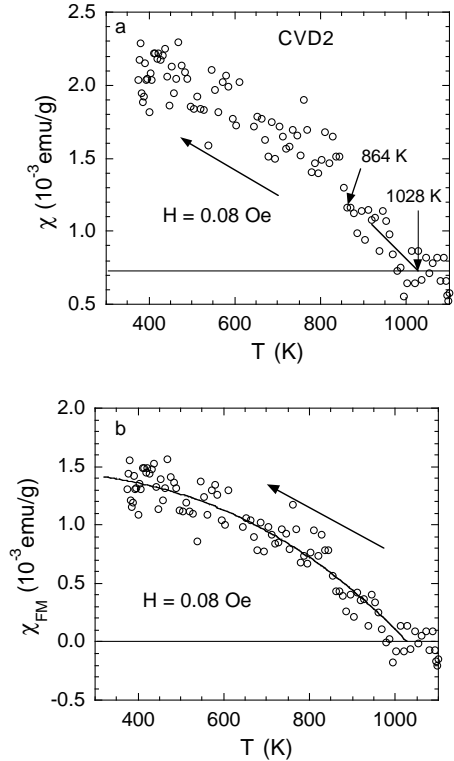 a
CVD2
2.5
2.0
1.5
1.0
0.5
χ (10⁻³emu/g)
864 K
1028 K
H = 0.08 Oe
400
600
800
1000
T (K)
b
2.0
1.5
1.0
0.5
0.0
-0.5
χFM (10⁻³emu/g)
H = 0.08 Oe
400
600
800
1000
T (K)